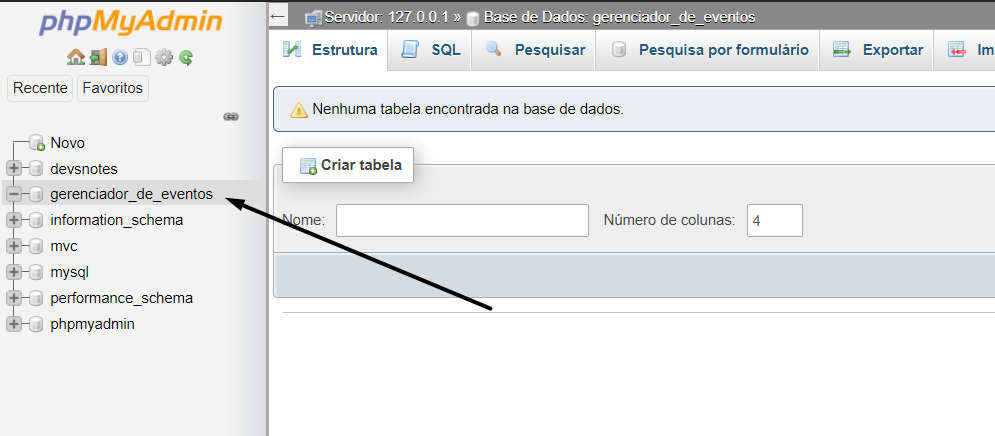 phpMyAdmin
Recente Favoritos
Novo
devsnotes
gerenciador_de_eventos
information_schema
mvc
mysql
performance_schema
phpmyadmin
Servidor: 127.0.0.1 » Base de Dados: gerenciador_de_eventos
Estrutura SQL Pesquisar Pesquisa por formulário Exportar Im
Nenhuma tabela encontrada na base de dados.
Criar tabela
Nome: Número de colunas: 4